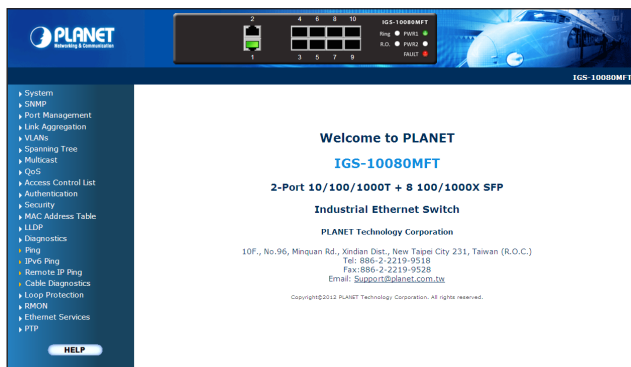 PLANET
Networking & Communication
2 4 6 8 10
IGS-10080MFT
Ring PWR1
R.O. PWR2
FAULT
1 3 5 7 9
IGS-10080MFT
System
SNMP
Port Management
Link Aggregation
VLANs
Spanning Tree
Multicast
QoS
Access Control List
Authentication
Security
MAC Address Table
LLDP
Diagnostics
Ping
IPv6 Ping
Remote IP Ping
Cable Diagnostics
Loop Protection
RMON
Ethernet Services
PTP
HELP
Welcome to PLANET
IGS-10080MFT
2-Port 10/100/1000T + 8 100/1000X SFP
Industrial Ethernet Switch
PLANET Technology Corporation
10F., No.96, Minquan Rd., Xindian Dist., New Taipei City 231, Taiwan (R.O.C.)
Tel: 886-2-2219-9518
Fax:886-2-2219-9528
Email: Support@planet.com.tw
Copyright©2012 PLANET Technology Corporation. All rights reserved.